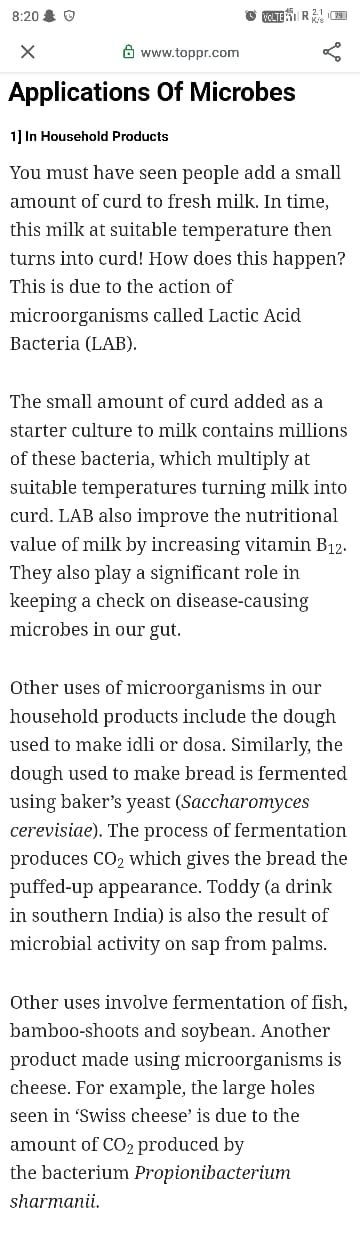 8:20
VoLTE 4G R 2.1 K/s
www.toppr.com
Applications Of Microbes
1] In Household Products
You must have seen people add a small
amount of curd to fresh milk. In time,
this milk at suitable temperature then
turns into curd! How does this happen?
This is due to the action of
microorganisms called Lactic Acid
Bacteria (LAB).
The small amount of curd added as a
starter culture to milk contains millions
of these bacteria, which multiply at
suitable temperatures turning milk into
curd. LAB also improve the nutritional
value of milk by increasing vitamin B₁₂.
They also play a significant role in
keeping a check on disease-causing
microbes in our gut.
Other uses of microorganisms in our
household products include the dough
used to make idli or dosa. Similarly, the
dough used to make bread is fermented
using baker’s yeast (Saccharomyces
cerevisiae). The process of fermentation
produces CO₂ which gives the bread the
puffed-up appearance. Toddy (a drink
in southern India) is also the result of
microbial activity on sap from palms.
Other uses involve fermentation of fish,
bamboo-shoots and soybean. Another
product made using microorganisms is
cheese. For example, the large holes
seen in ‘Swiss cheese’ is due to the
amount of CO₂ produced by
the bacterium Propionibacterium
sharmanii.